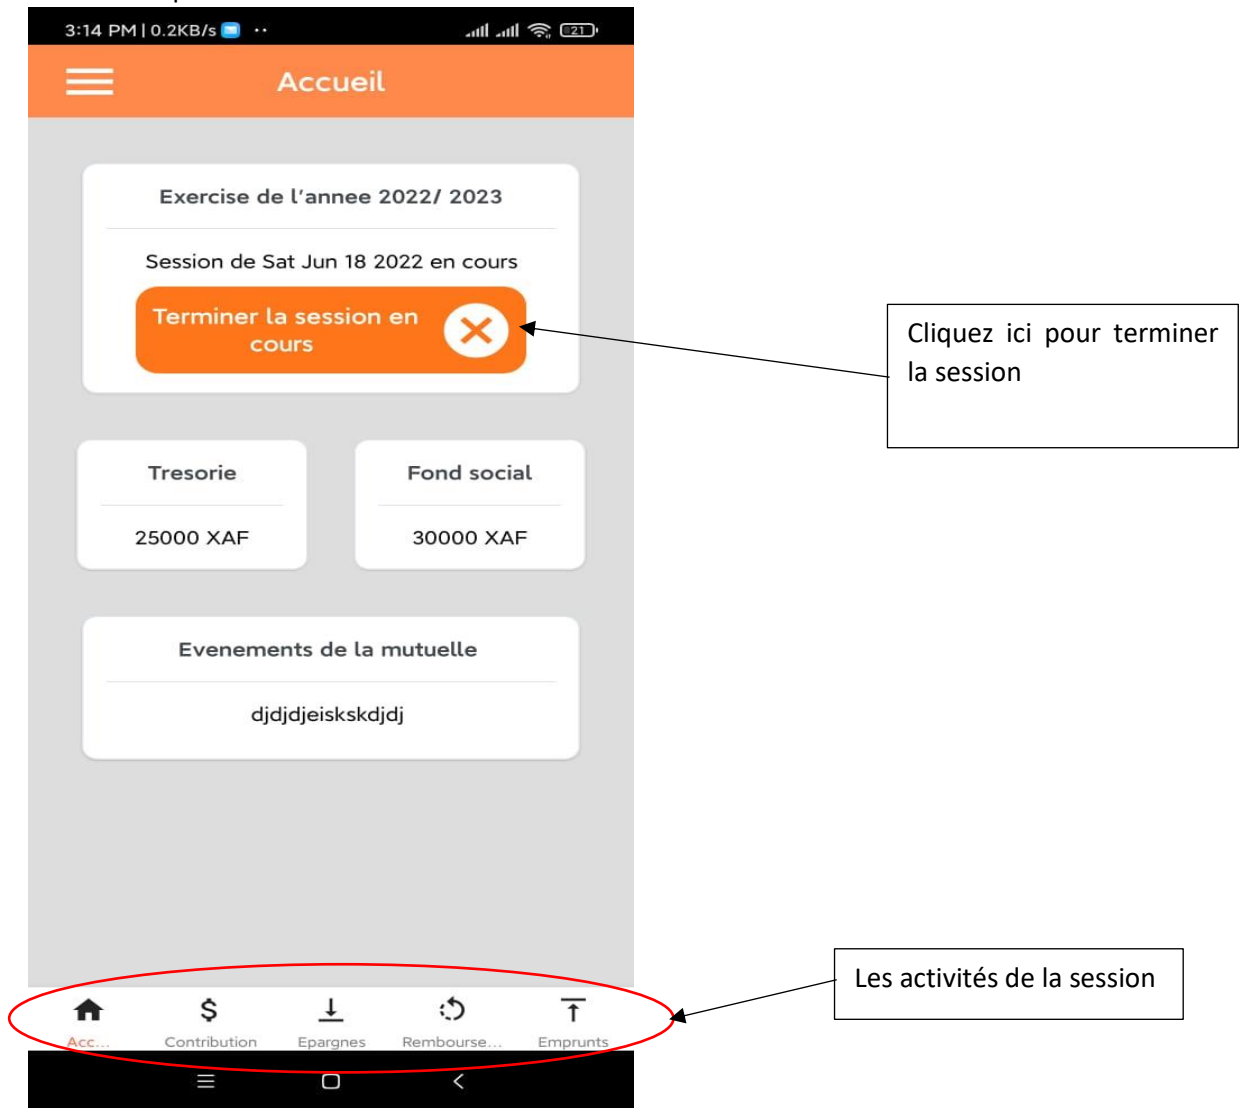 3:14 PM | 0.2KB/s
21
Accueil
Exercise de l'annee 2022/ 2023
Session de Sat Jun 18 2022 en cours
Terminer la session en
cours
Cliquez ici pour terminer
la session
Tresorie
Fond social
25000 XAF
30000 XAF
Evenements de la mutuelle
djdjdjeiskskdjdj
Les activités de la session
Acc...
Contribution
Epargnes
Rembourse...
Emprunts